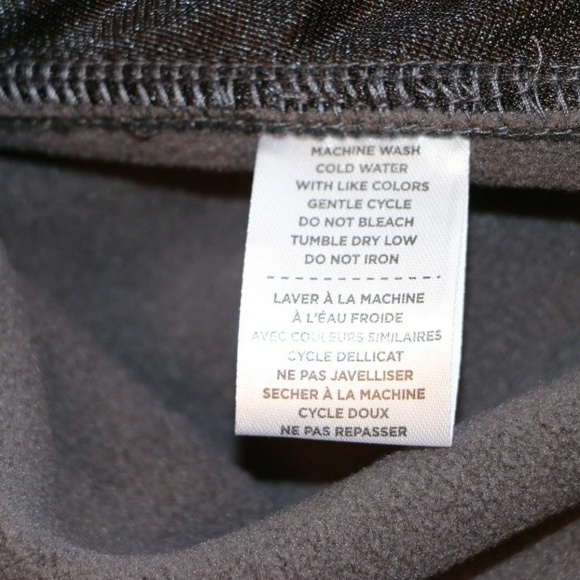 MACHINE WASH
COLD WATER
WITH LIKE COLORS
GENTLE CYCLE
DO NOT BLEACH
TUMBLE DRY LOW
DO NOT IRON
LAVER À LA MACHINE
À L'ÉAU FROIDE
AVEC COULEURS SIMILAIRES
CYCLE DELLICAT
NE PAS JAVELLISER
SECHER À LA MACHINE
CYCLE DOUX
NE PAS REPASSER